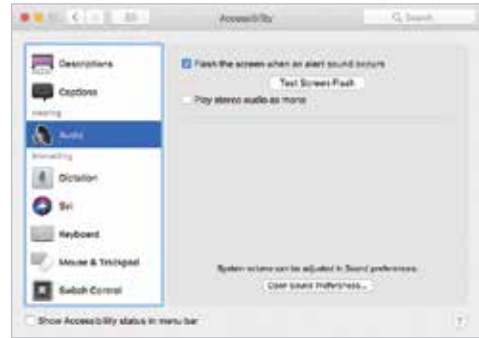 Accessibility
Search
Descriptions
Captions
Hearing
Audio
Interacting
Dictation
Siri
Keyboard
Mouse & Trackpad
Switch Control
Flash the screen when an alert sound occurs
Test Screen Flash
Play stereo audio as mono
System volume can be adjusted in Sound preferences.
Open Sound Preferences...
Show Accessibility status in menu bar
?